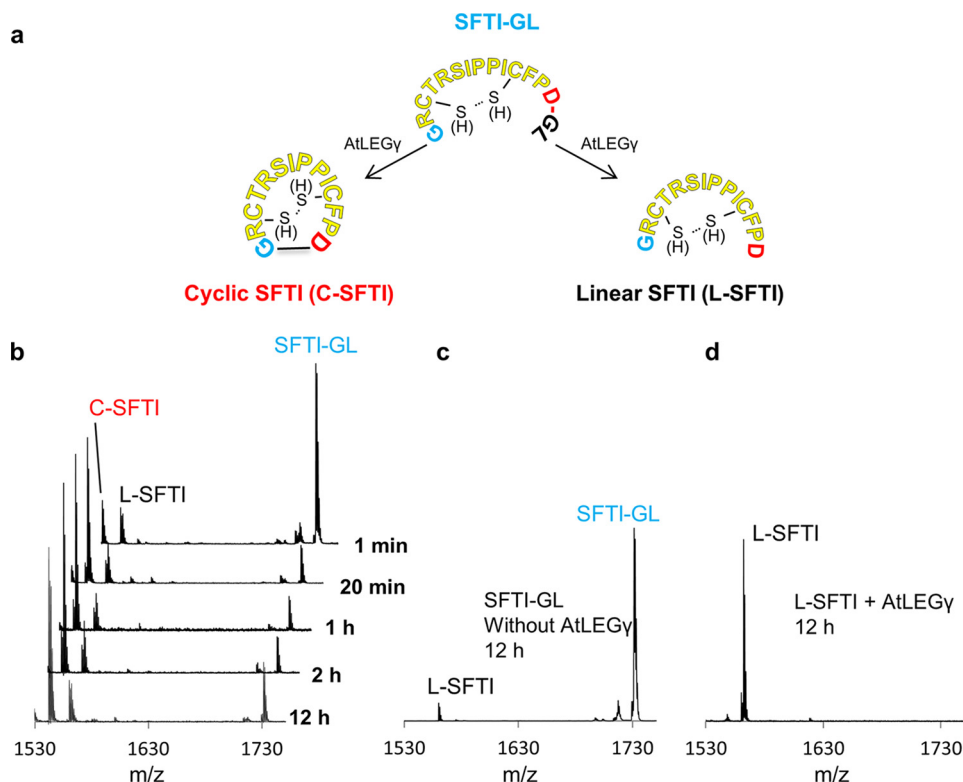 a
SFTI-GL
GRCTRSIPPICFPD-GL
S S
(H) (H)
AtLEGγ AtLEGγ
GRCTRSIPPICFPD
(H)
S S
(H)
GRCTRSIPPICFPD
S S
(H) (H)
Cyclic SFTI (C-SFTI) Linear SFTI (L-SFTI)
b
SFTI-GL
C-SFTI
L-SFTI
1 min
20 min
1 h
2 h
12 h
1530 1630 1730
m/z
c
SFTI-GL
SFTI-GL
Without AtLEGγ
12 h
L-SFTI
1530 1630 1730
m/z
d
L-SFTI
L-SFTI + AtLEGγ
12 h
1530 1630 1730
m/z